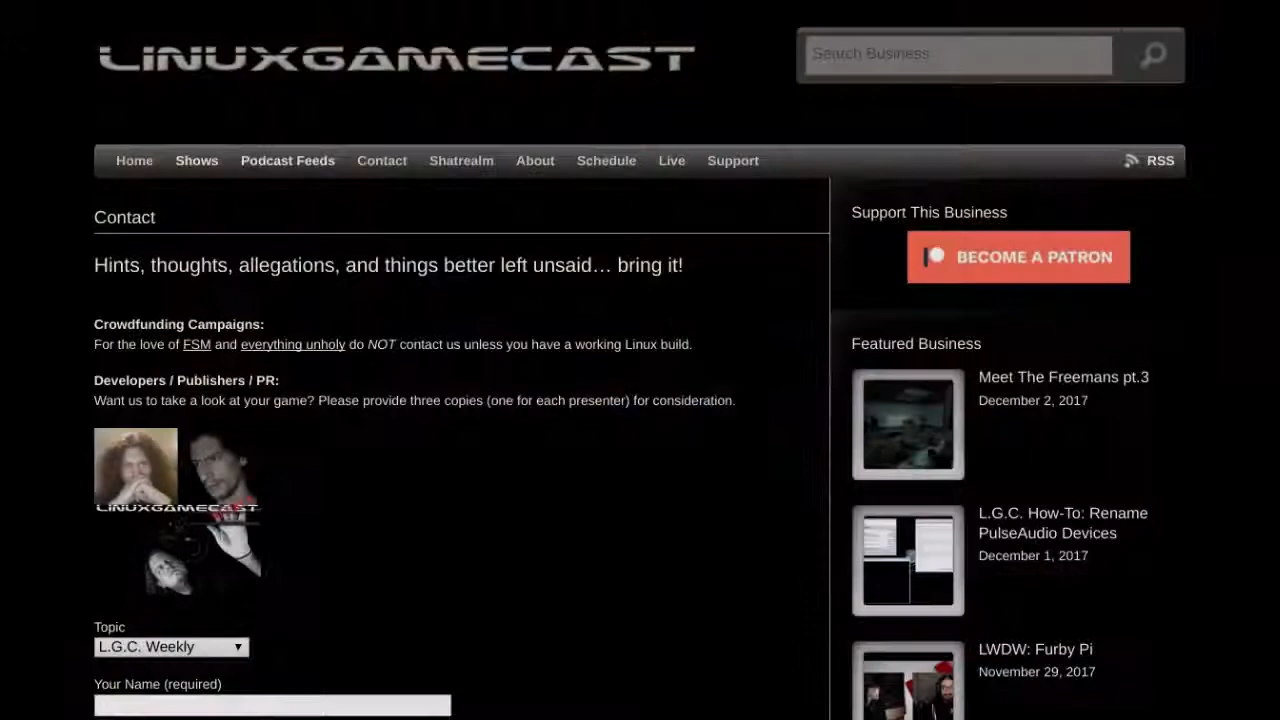 LINUXGAMECAST
Search Business
Home Shows Podcast Feeds Contact Shatrealm About Schedule Live Support RSS
Contact
Hints, thoughts, allegations, and things better left unsaid… bring it!
Crowdfunding Campaigns:
For the love of FSM and everything unholy do NOT contact us unless you have a working Linux build.
Developers / Publishers / PR:
Want us to take a look at your game? Please provide three copies (one for each presenter) for consideration.
LINUXGAMECAST
Topic
L.G.C. Weekly
Your Name (required)
Support This Business
BECOME A PATRON
Featured Business
Meet The Freemans pt.3
December 2, 2017
L.G.C. How-To: Rename
PulseAudio Devices
December 1, 2017
LWDW: Furby Pi
November 29, 2017